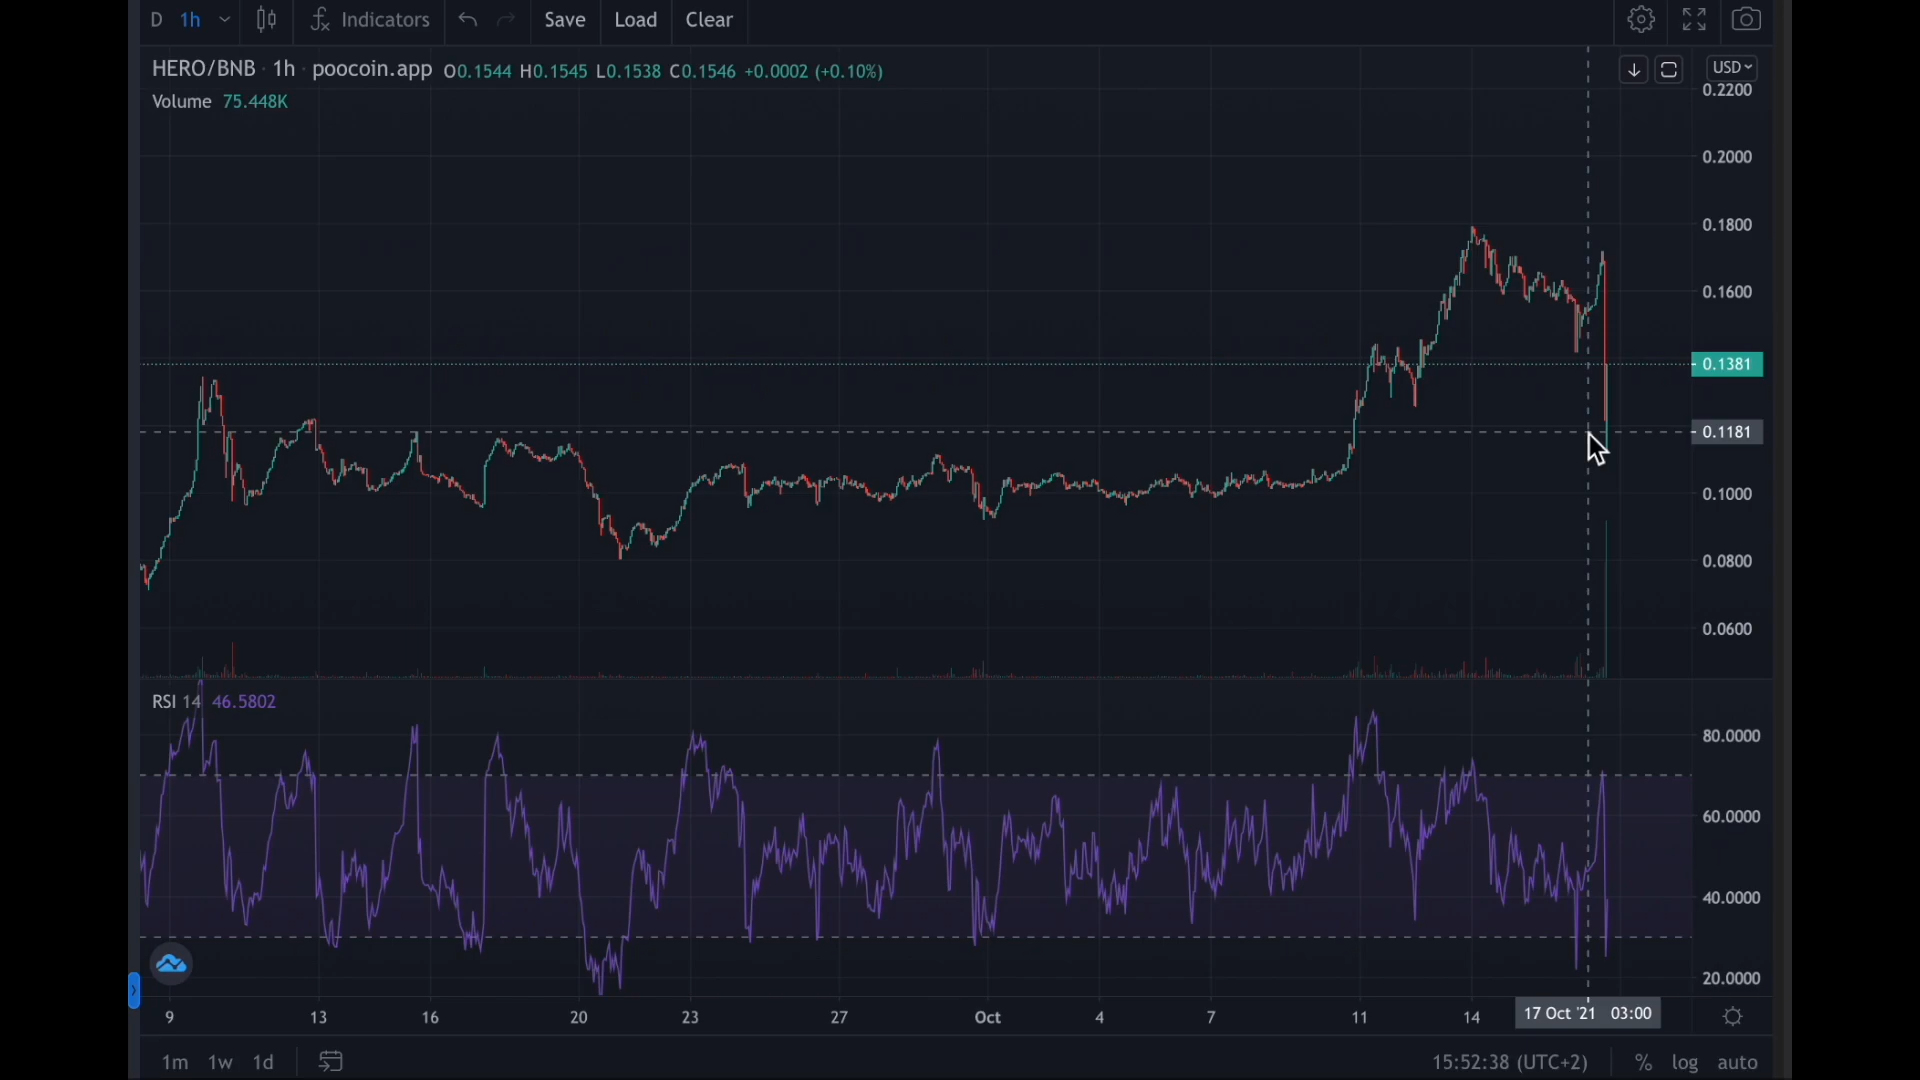 D 1h Indicators Save Load Clear
HERO/BNB · 1h · poocoin.app O0.1544 H0.1545 L0.1538 C0.1546 +0.0002 (+0.10%)
USD
Volume 75.448K
0.2200
0.2000
0.1800
0.1600
0.1381
0.1181
0.1000
0.0800
0.0600
RSI 14 46.5802
80.0000
60.0000
40.0000
20.0000
9 13 16 20 23 27 Oct 4 7 11 14 17 Oct '21 03:00
1m 1w 1d 15:52:38 (UTC+2) % log auto